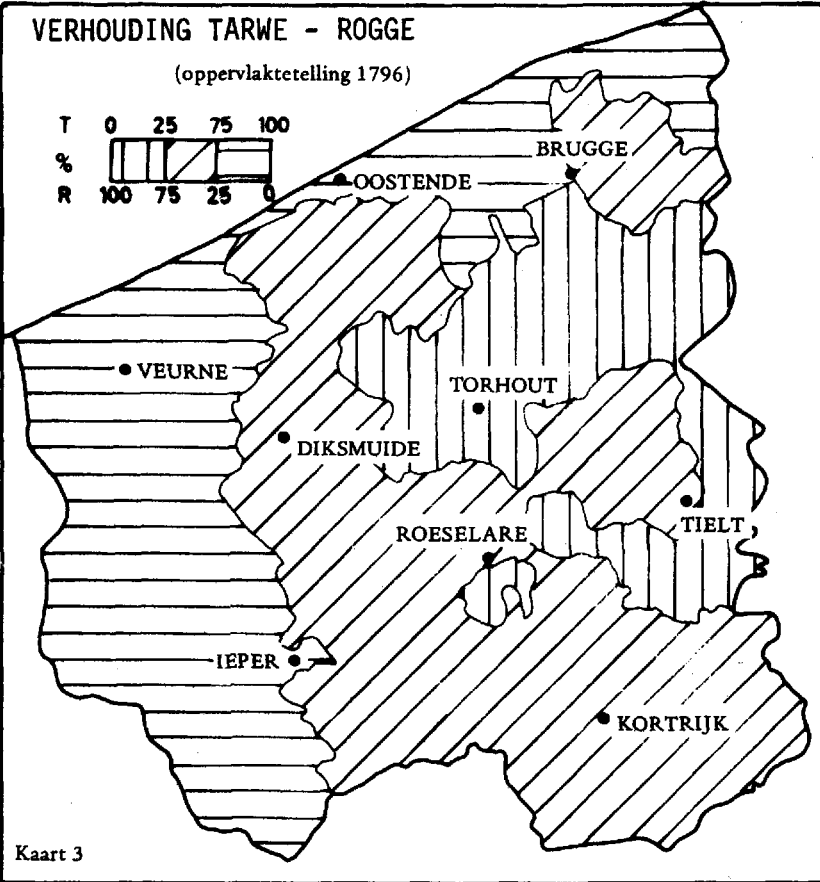 VERHOUDING TARWE - ROGGE
(oppervlaktetelling 1796)
T 0 25 75 100
%
R 100 75 25 0
BRUGGE
OOSTENDE
VEURNE
TORHOUT
DIKSMUIDE
TIELT
ROESELARE
IEPER
KORTRIJK
Kaart 3